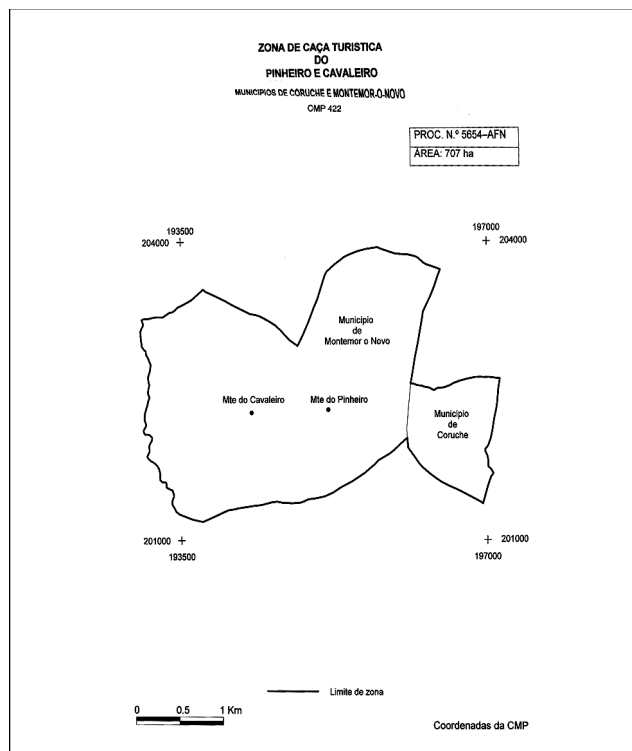 ZONA DE CAÇA TURISTICA
DO
PINHEIRO E CAVALEIRO
MUNICIPIOS DE CORUCHE E MONTEMOR-O-NOVO
CMP 422
PROC. N.º 5654–AFN
ÁREA: 707 ha
193500
204000
197000
204000
Municipio
de
Montemor o Novo
Mte do Cavaleiro
Mte do Pinheiro
Municipio
de
Coruche
201000
193500
201000
197000
Limite de zona
0 0.5 1 Km
Coordenadas da CMP